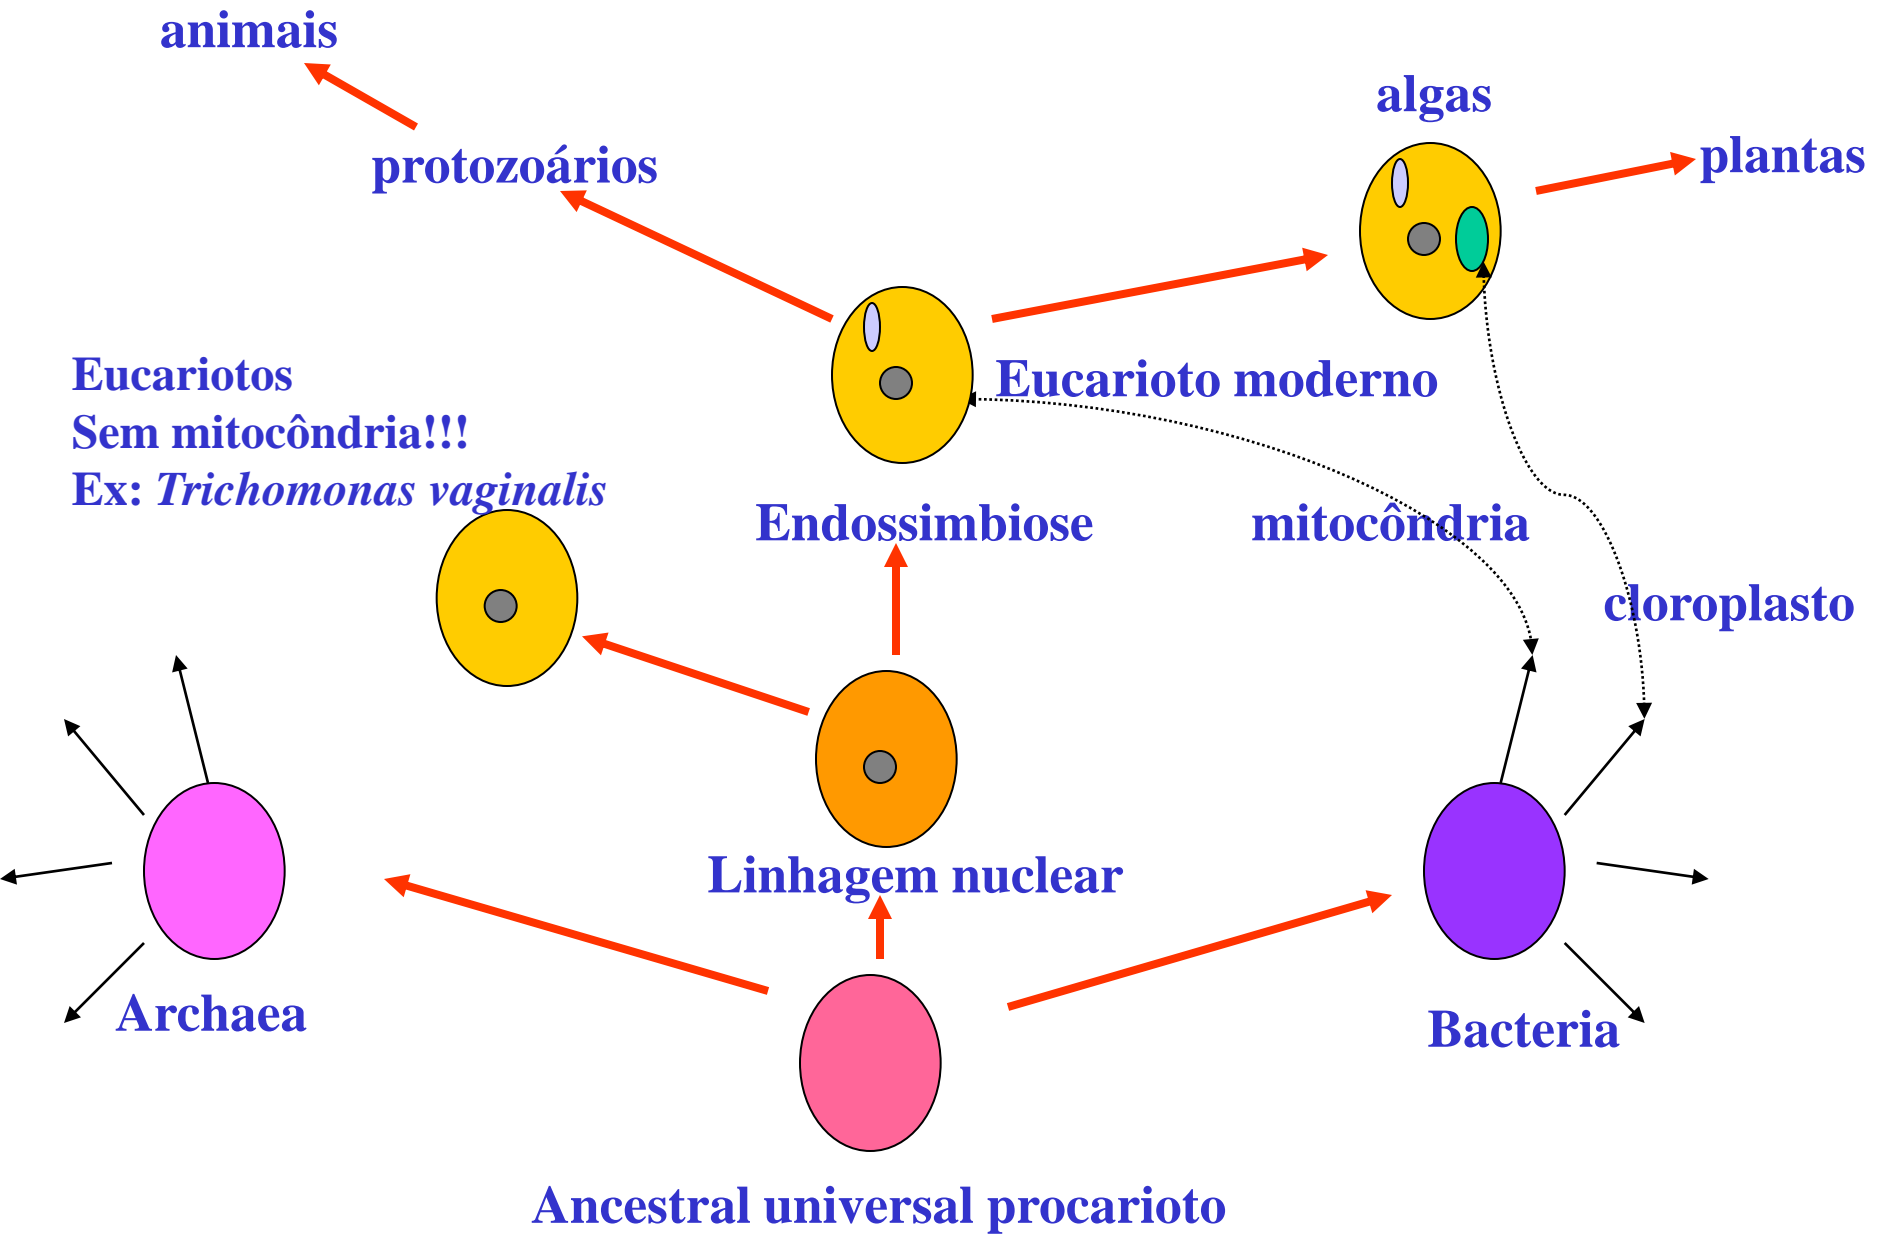 animais
algas
plantas
protozoários
Eucariotos
Sem mitocôndria!!!
Ex: Trichomonas vaginalis
Eucarioto moderno
Endossimbiose
mitocôndria
cloroplasto
Linhagem nuclear
Archaea
Bacteria
Ancestral universal procarioto